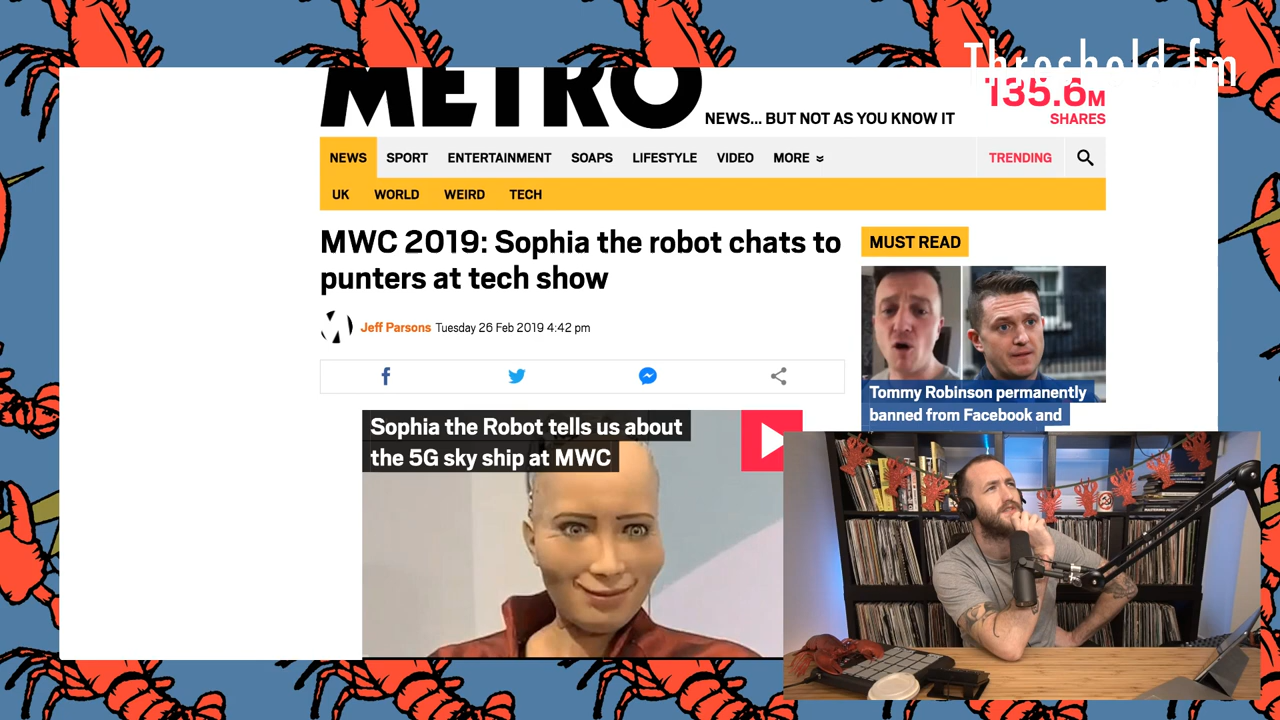 Threshold.fm
METRO
NEWS... BUT NOT AS YOU KNOW IT
135.6M
SHARES
NEWS SPORT ENTERTAINMENT SOAPS LIFESTYLE VIDEO MORE TRENDING
UK WORLD WEIRD TECH
MWC 2019: Sophia the robot chats to
punters at tech show
Jeff Parsons Tuesday 26 Feb 2019 4:42 pm
MUST READ
Tommy Robinson permanently
banned from Facebook and
Sophia the Robot tells us about
the 5G sky ship at MWC